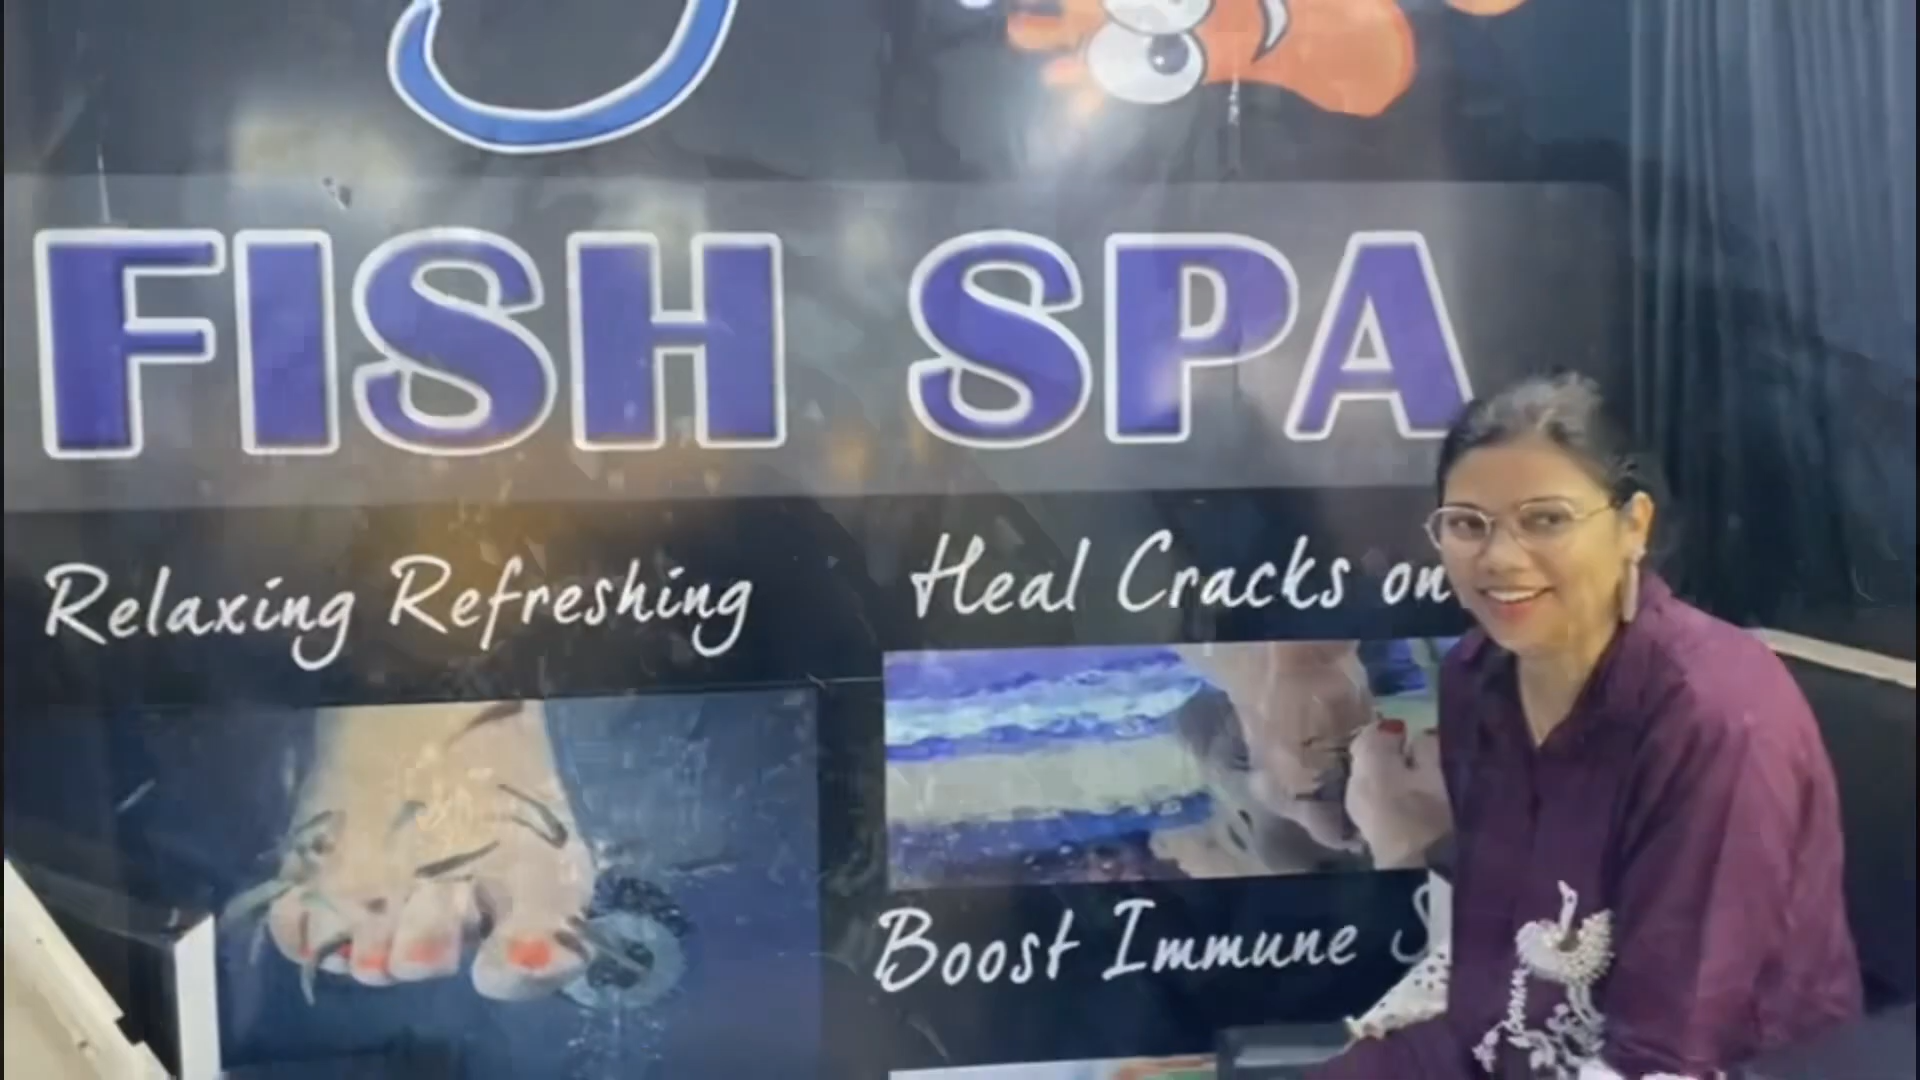 FISH SPA
Relaxing Refreshing
Heal Cracks on
Boost Immune